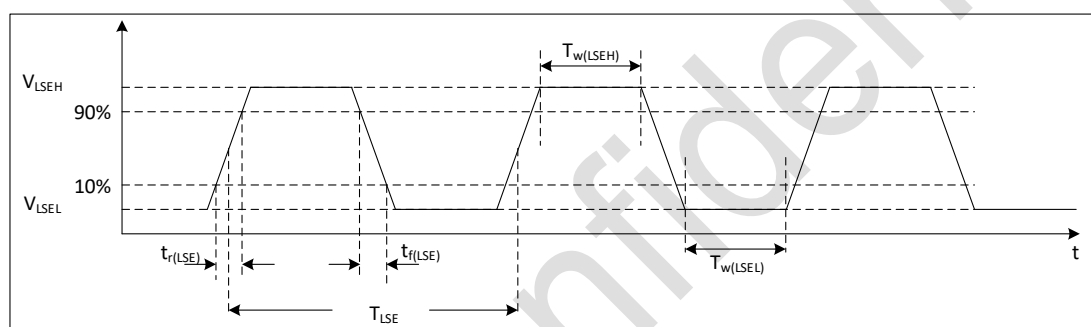 T_w(LSEH)
V_LSEH
90%
10%
V_LSEL
t_r(LSE)
t_f(LSE)
T_w(LSEL)
t
T_LSE